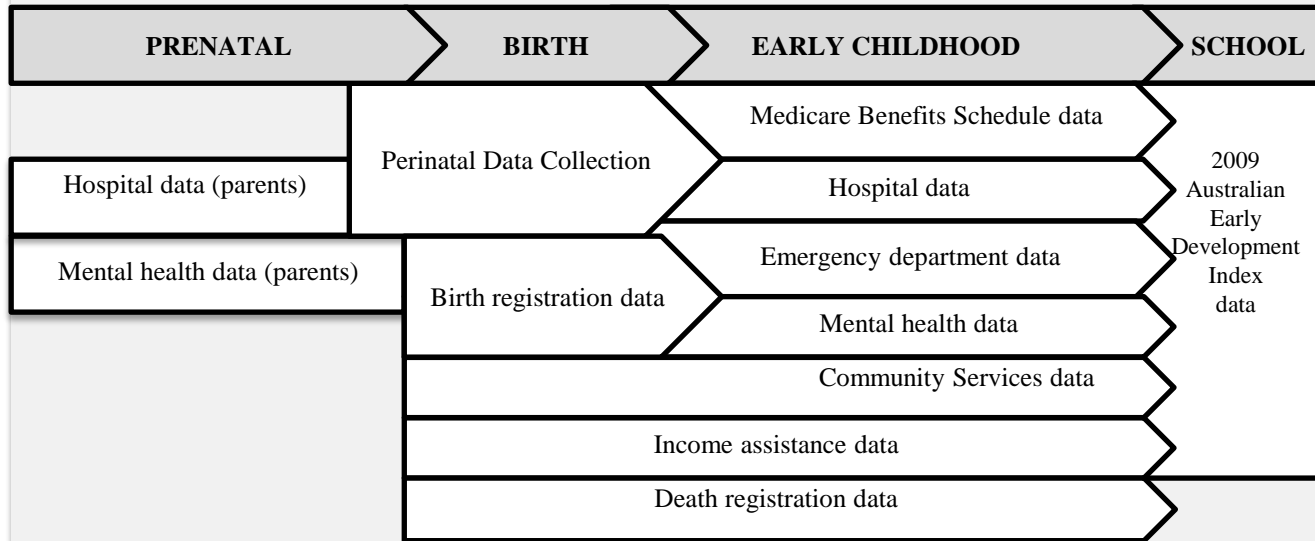 PRENATAL
BIRTH
EARLY CHILDHOOD
SCHOOL
Medicare Benefits Schedule data
Perinatal Data Collection
Hospital data (parents)
Hospital data
2009
Australian
Early
Development
Index
data
Mental health data (parents)
Emergency department data
Birth registration data
Mental health data
Community Services data
Income assistance data
Death registration data